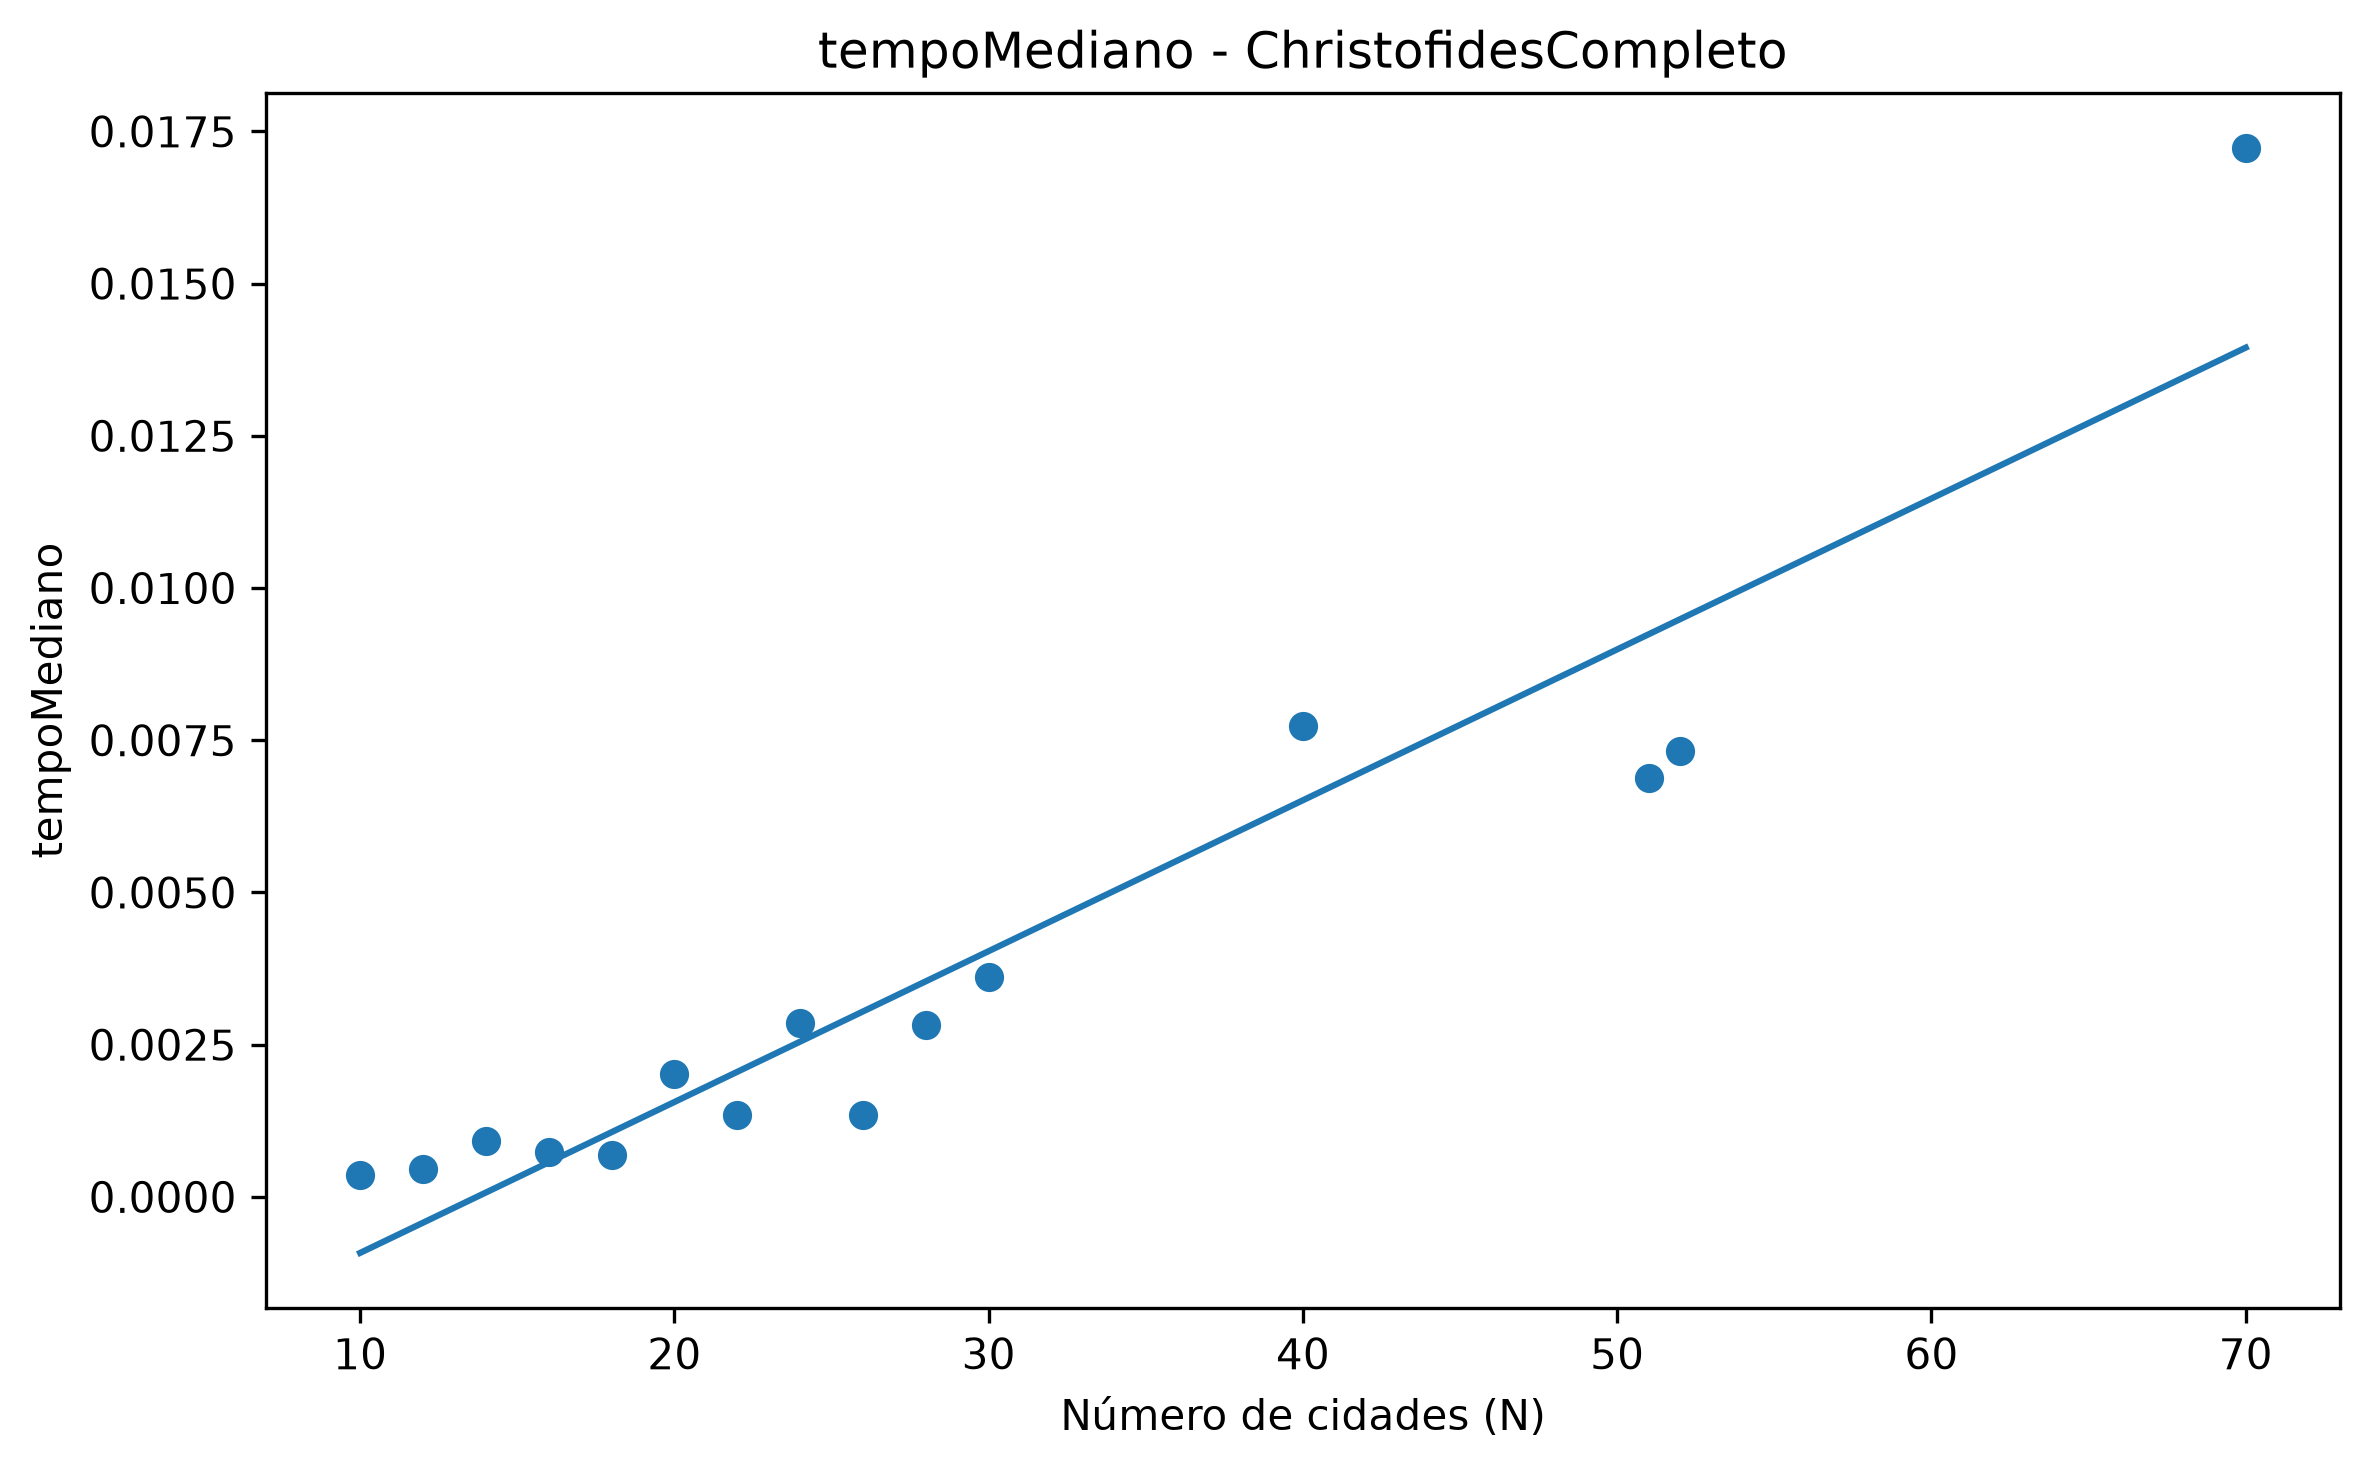 tempoMediano - ChristofidesCompleto
0.0175
0.0150
0.0125
0.0100
0.0075
0.0050
0.0025
0.0000
tempoMediano
10 20 30 40 50 60 70
Número de cidades (N)